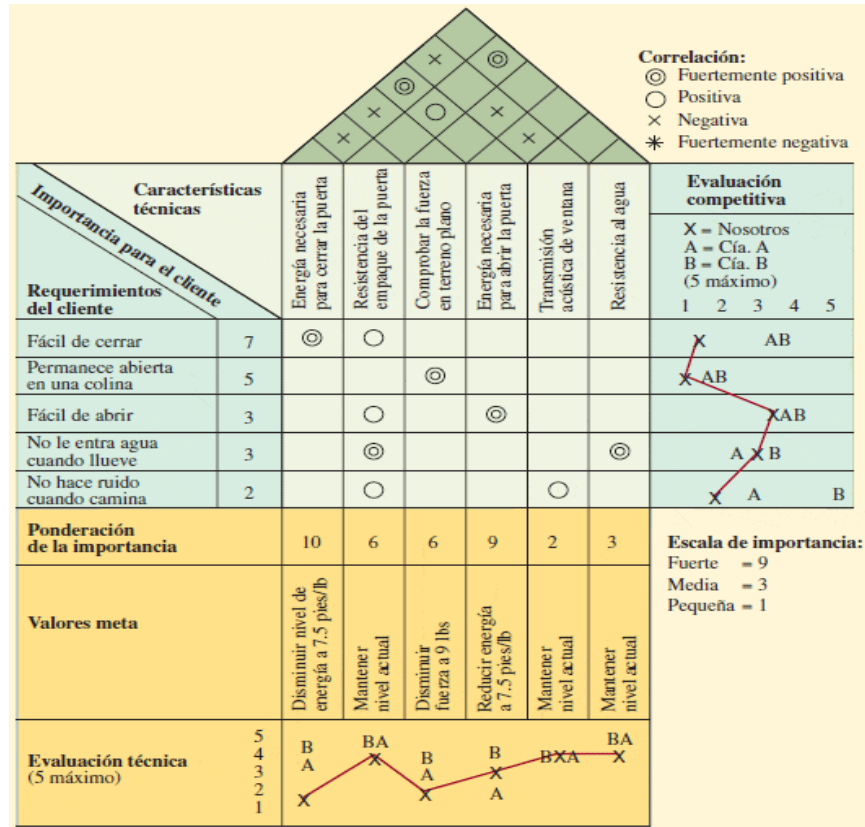 Correlación:
◎ Fuertemente positiva
○ Positiva
× Negativa
✳ Fuertemente negativa
× ◎
◎
× ○ ×
× ×
Características
técnicas
Importancia para el cliente
Requerimientos
del cliente
Energía necesaria
para cerrar la puerta
Resistencia del
empaque de la puerta
Comprobar la fuerza
en terreno plano
Energía necesaria
para abrir la puerta
Transmisión
acústica de ventana
Resistencia al agua
Evaluación
competitiva
X = Nosotros
A = Cía. A
B = Cía. B
(5 máximo)
1 2 3 4 5
Fácil de cerrar 7 ◎ ○ X AB
Permanece abierta
en una colina 5 ◎ X AB
Fácil de abrir 3 ○ ◎ XAB
No le entra agua
cuando llueve 3 ◎ ◎ A X B
No hace ruido
cuando camina 2 ○ ○ X A B
Ponderación
de la importancia 10 6 6 9 2 3
Escala de importancia:
Fuerte = 9
Media = 3
Pequeña = 1
Valores meta
Disminuir nivel de
energía a 7.5 pies/lb
Mantener
nivel actual
Disminuir
fuerza a 9 lbs
Reducir energía
a 7.5 pies/lb
Mantener
nivel actual
Mantener
nivel actual
Evaluación técnica
(5 máximo)
5
4
3
2
1
B A X
BA X
B A X
B X A
BXA
BA X